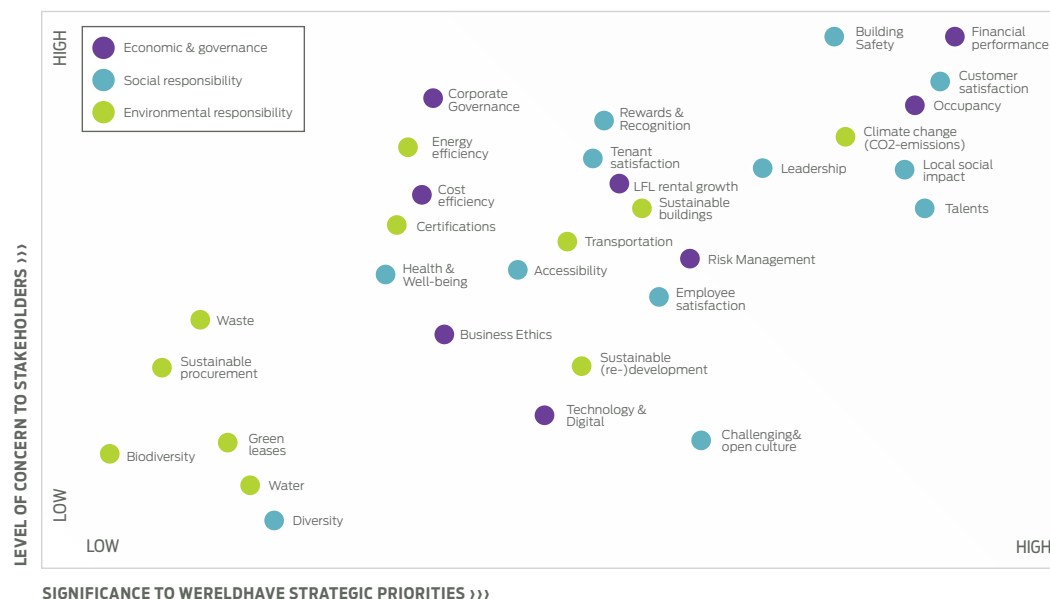 HIGH
Economic & governance
Social responsibility
Environmental responsibility
Building
Safety
Financial
performance
Customer
satisfaction
Corporate
Governance
Occupancy
Rewards &
Recognition
Climate change
(CO2-emissions)
Energy
efficiency
Tenant
satisfaction
Leadership
Local social
impact
LFL rental growth
Cost
efficiency
Sustainable
buildings
Talents
Certifications
Transportation
Risk Management
Health &
Well-being
Accessibility
Employee
satisfaction
Waste
Business Ethics
Sustainable
procurement
Sustainable
(re-)development
Technology &
Digital
Challenging&
open culture
Green
leases
Biodiversity
Water
Diversity
LOW
LOW
HIGH
LEVEL OF CONCERN TO STAKEHOLDERS ›››
SIGNIFICANCE TO WERELDHAVE STRATEGIC PRIORITIES ›››